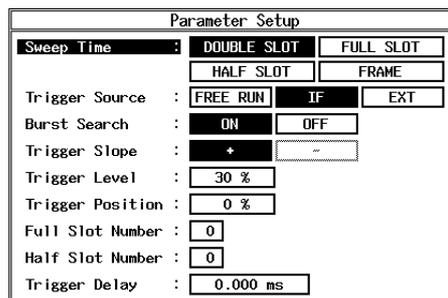 Parameter Setup
Sweep Time : DOUBLE SLOT FULL SLOT
HALF SLOT FRAME
Trigger Source : FREE RUN IF EXT
Burst Search : ON OFF
Trigger Slope : + -
Trigger Level : 30 %
Trigger Position : 0 %
Full Slot Number : 0
Half Slot Number : 0
Trigger Delay : 0.000 ms